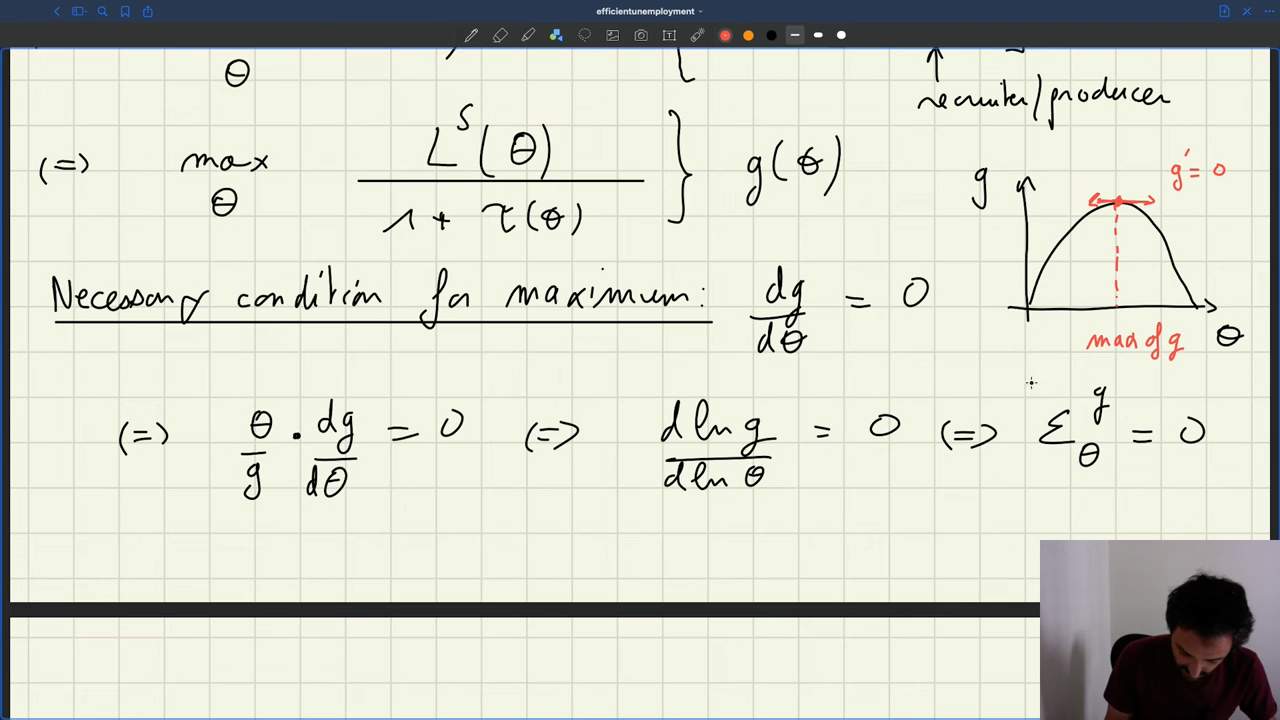 efficientunemployment
θ
recruiter/producer
(=) max θ L^S(θ) / 1 + τ(θ) } g(θ)
g g' = 0
max of g θ
Necessary condition for maximum: dg/dθ = 0
(=) θ/g . dg/dθ = 0 (=) d ln g / d ln θ = 0 (=) Σ^g_θ = 0